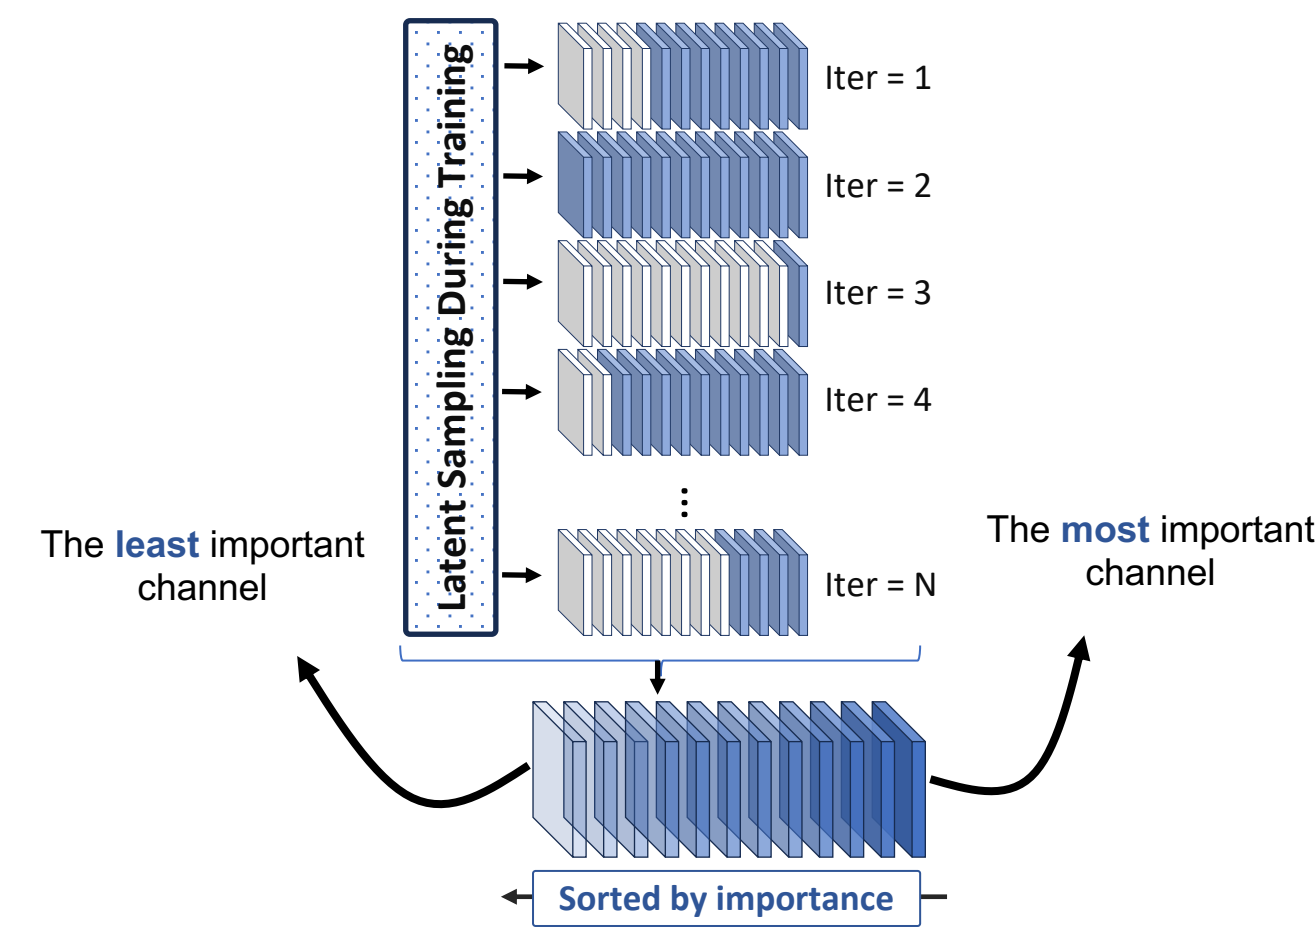 Latent Sampling During Training
Iter = 1
Iter = 2
Iter = 3
Iter = 4
...
Iter = N
The least important
channel
The most important
channel
Sorted by importance